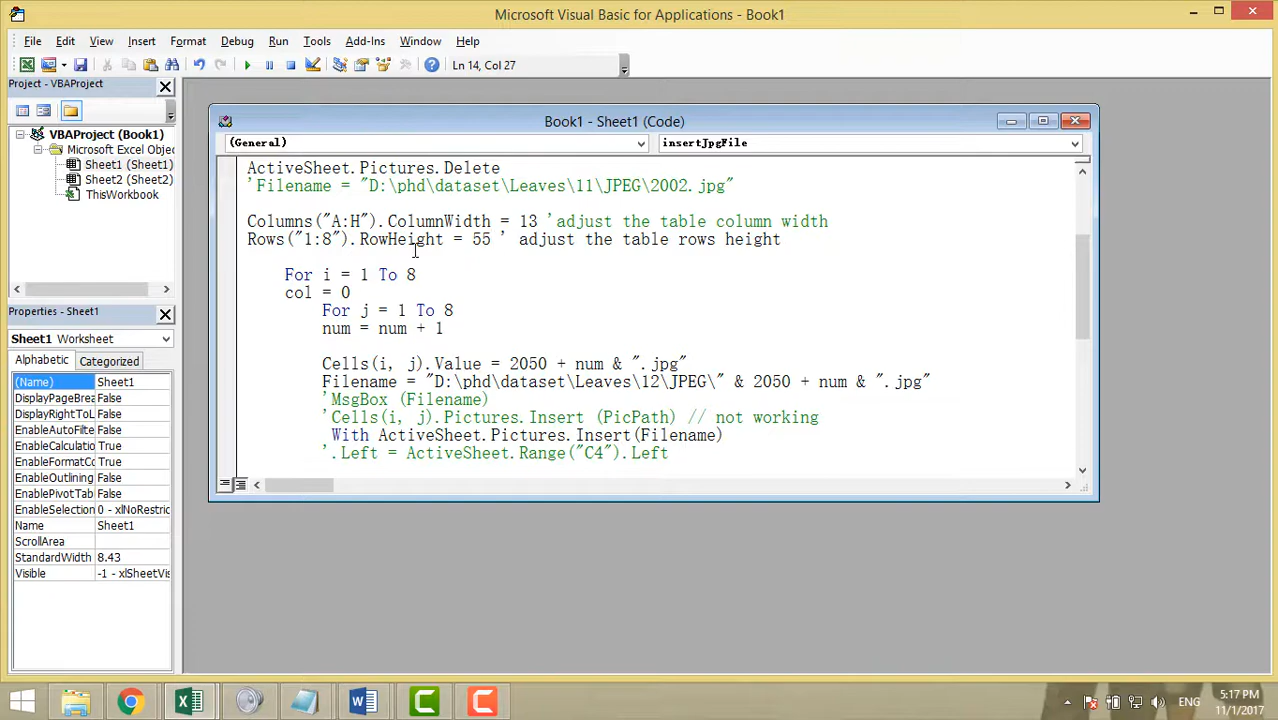 Microsoft Visual Basic for Applications - Book1
File Edit View Insert Format Debug Run Tools Add-Ins Window Help
Ln 14, Col 27
Project - VBAProject
VBAProject (Book1)
Microsoft Excel Objec
Sheet1 (Sheet1)
Sheet2 (Sheet2)
ThisWorkbook
Properties - Sheet1
Sheet1 Worksheet
Alphabetic Categorized
(Name) Sheet1
DisplayPageBrea False
DisplayRightToL False
EnableAutoFilte False
EnableCalculatio True
EnableFormatCo True
EnableOutlining False
EnablePivotTab False
EnableSelection 0 - xlNoRestric
Name Sheet1
ScrollArea
StandardWidth 8.43
Visible -1 - xlSheetVis
Book1 - Sheet1 (Code)
(General) insertJpgFile
ActiveSheet.Pictures.Delete
'Filename = "D:\phd\dataset\Leaves\11\JPEG\2002.jpg"
Columns("A:H").ColumnWidth = 13 'adjust the table column width
Rows("1:8").RowHeight = 55 ' adjust the table rows height
For i = 1 To 8
col = 0
For j = 1 To 8
num = num + 1
Cells(i, j).Value = 2050 + num & ".jpg"
Filename = "D:\phd\dataset\Leaves\12\JPEG\" & 2050 + num & ".jpg"
'MsgBox (Filename)
'Cells(i, j).Pictures.Insert (PicPath) // not working
With ActiveSheet.Pictures.Insert(Filename)
'.Left = ActiveSheet.Range("C4").Left
ENG
5:17 PM
11/1/2017